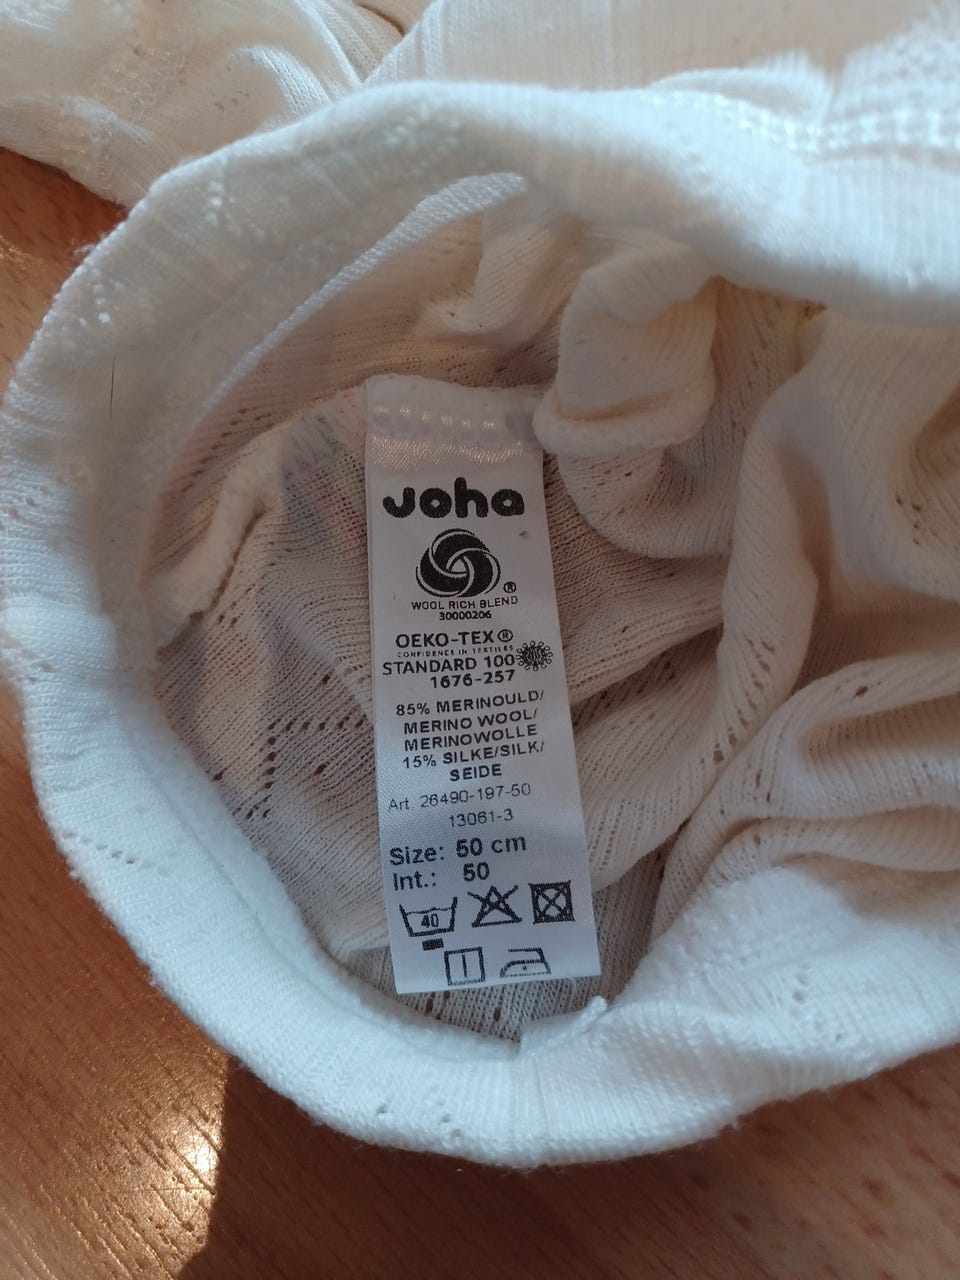 Joha
®
WOOL RICH BLEND
30000206
OEKO-TEX®
CONFIDENCE IN TEXTILES
STANDARD 100
1676-257
85% MERINOULD/
MERINO WOOL/
MERINOWOLLE
15% SILKE/SILK/
SEIDE
Art. 26490-197-50
13061-3
Size: 50 cm
Int.: 50
40